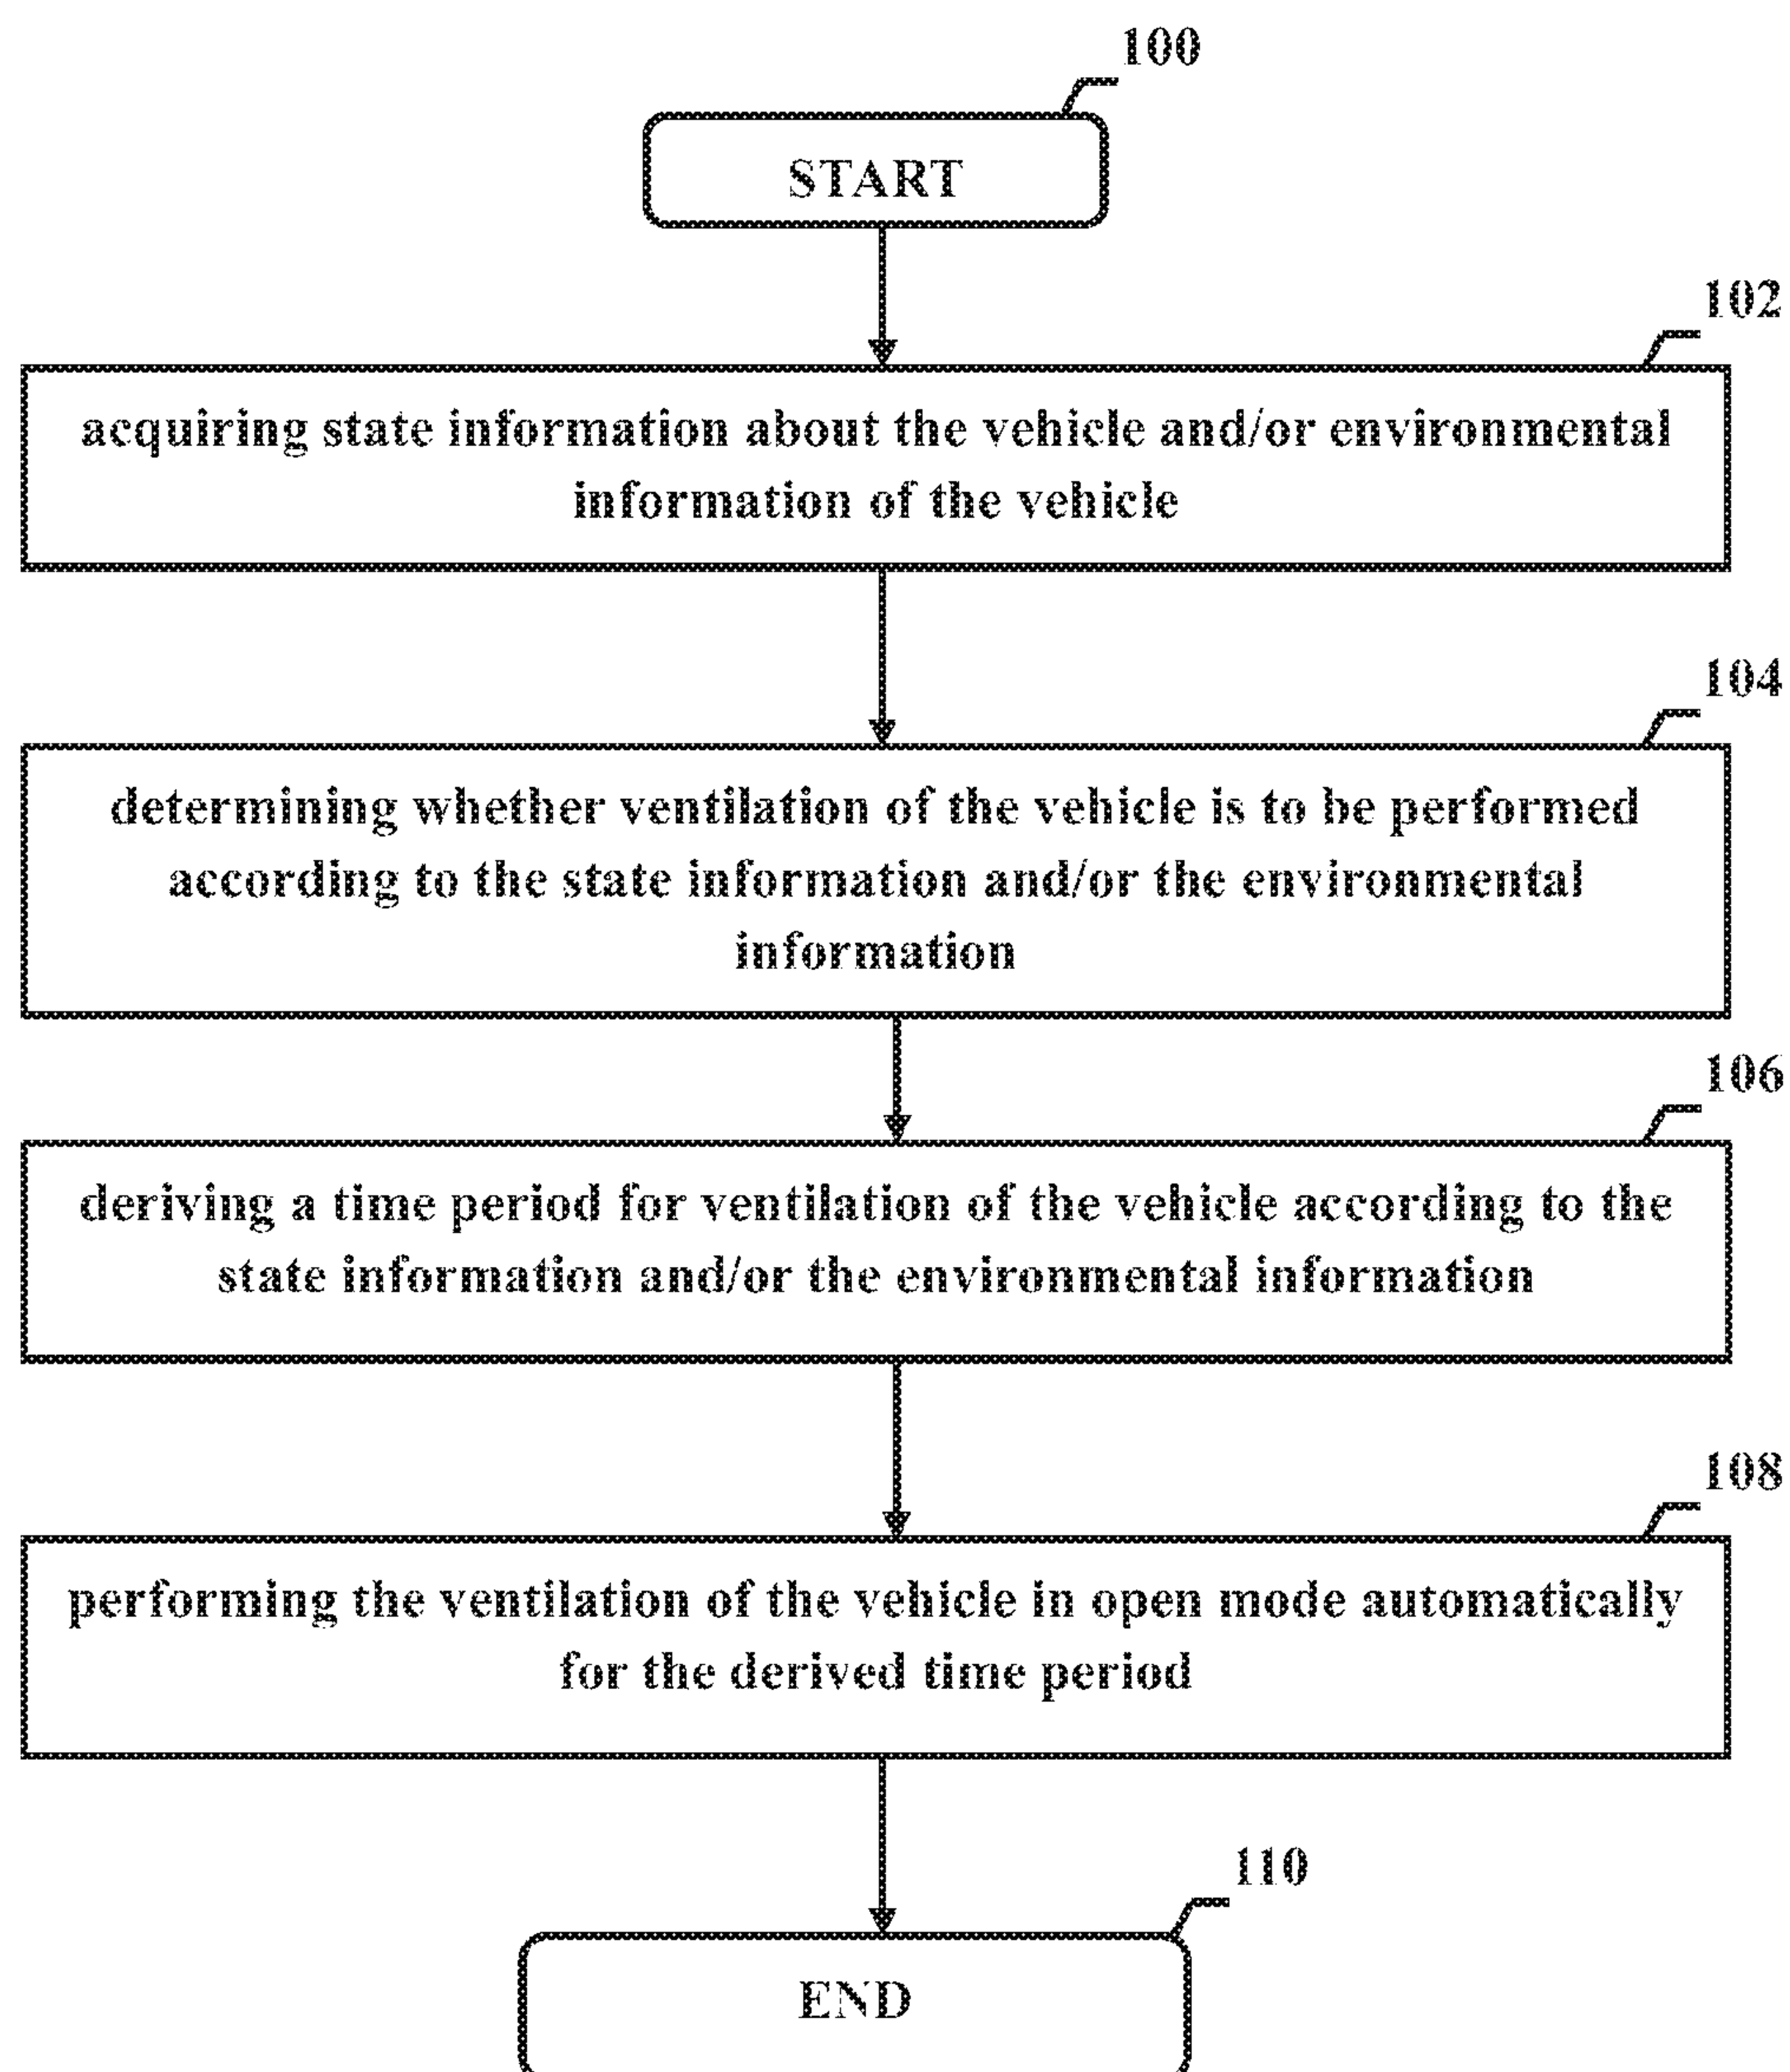 100
START
102
acquiring state information about the vehicle and/or environmental
information of the vehicle
104
determining whether ventilation of the vehicle is to be performed
according to the state information and/or the environmental
information
106
deriving a time period for ventilation of the vehicle according to the
state information and/or the environmental information
108
performing the ventilation of the vehicle in open mode automatically
for the derived time period
110
END